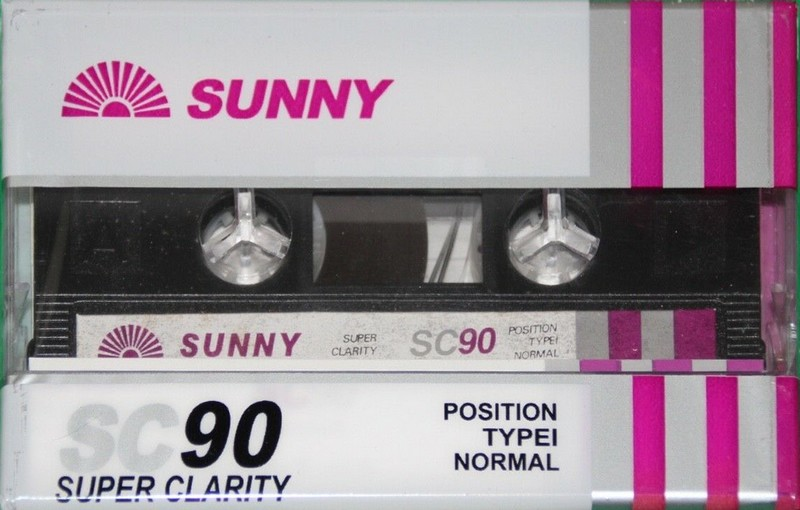 SUNNY
A
SUNNY
SUPER
CLARITY
SC90
POSITION
TYPEI
NORMAL
SC90
SUPER CLARITY
POSITION
TYPEI
NORMAL